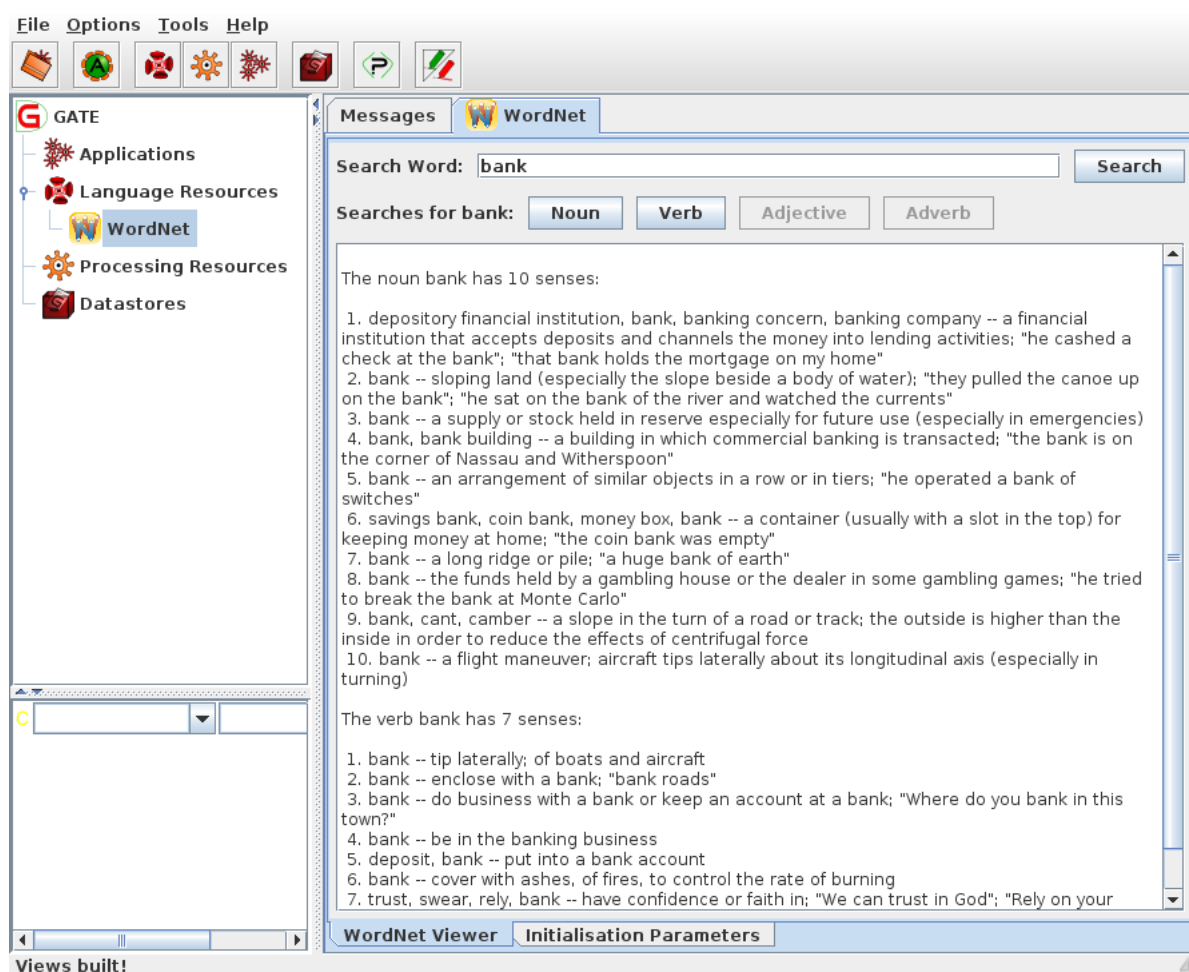 File Options Tools Help
GATE
Applications
Language Resources
WordNet
Processing Resources
Datastores
Messages WordNet
Search Word: bank Search
Searches for bank: Noun Verb Adjective Adverb
The noun bank has 10 senses:
1. depository financial institution, bank, banking concern, banking company -- a financial
institution that accepts deposits and channels the money into lending activities; "he cashed a
check at the bank"; "that bank holds the mortgage on my home"
2. bank -- sloping land (especially the slope beside a body of water); "they pulled the canoe up
on the bank"; "he sat on the bank of the river and watched the currents"
3. bank -- a supply or stock held in reserve especially for future use (especially in emergencies)
4. bank, bank building -- a building in which commercial banking is transacted; "the bank is on
the corner of Nassau and Witherspoon"
5. bank -- an arrangement of similar objects in a row or in tiers; "he operated a bank of
switches"
6. savings bank, coin bank, money box, bank -- a container (usually with a slot in the top) for
keeping money at home; "the coin bank was empty"
7. bank -- a long ridge or pile; "a huge bank of earth"
8. bank -- the funds held by a gambling house or the dealer in some gambling games; "he tried
to break the bank at Monte Carlo"
9. bank, cant, camber -- a slope in the turn of a road or track; the outside is higher than the
inside in order to reduce the effects of centrifugal force
10. bank -- a flight maneuver; aircraft tips laterally about its longitudinal axis (especially in
turning)
The verb bank has 7 senses:
1. bank -- tip laterally; of boats and aircraft
2. bank -- enclose with a bank; "bank roads"
3. bank -- do business with a bank or keep an account at a bank; "Where do you bank in this
town?"
4. bank -- be in the banking business
5. deposit, bank -- put into a bank account
6. bank -- cover with ashes, of fires, to control the rate of burning
7. trust, swear, rely, bank -- have confidence or faith in; "We can trust in God"; "Rely on your
C
WordNet Viewer Initialisation Parameters
Views built!